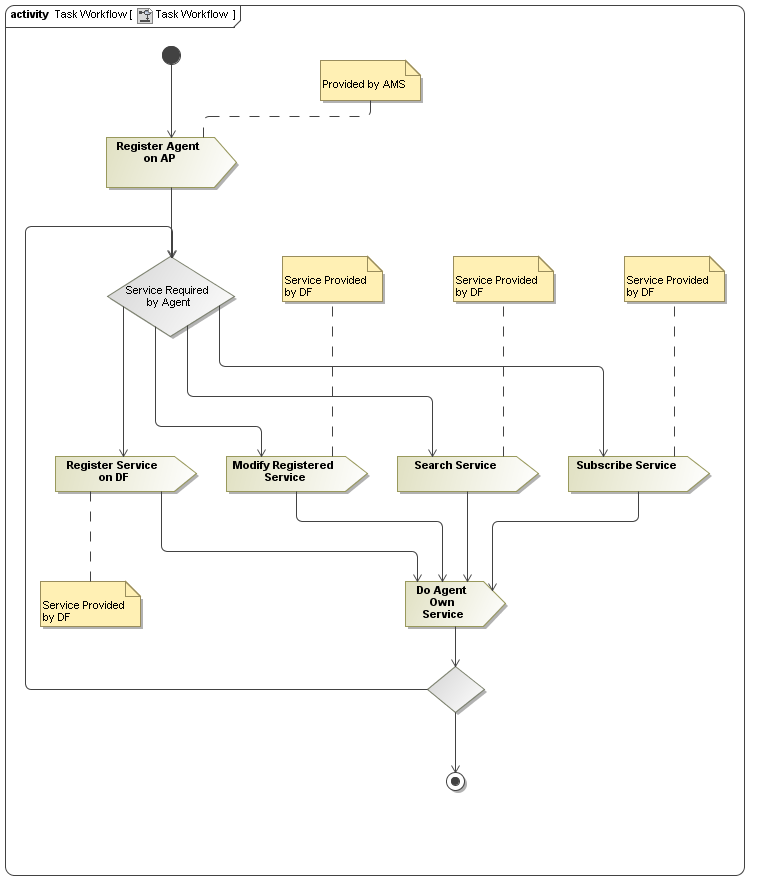 activity Task Workflow [ Task Workflow ]
Provided by AMS
Register Agent
on AP
Service Required
by Agent
Service Provided
by DF
Service Provided
by DF
Service Provided
by DF
Register Service
on DF
Modify Registered
Service
Search Service
Subscribe Service
Service Provided
by DF
Do Agent
Own
Service